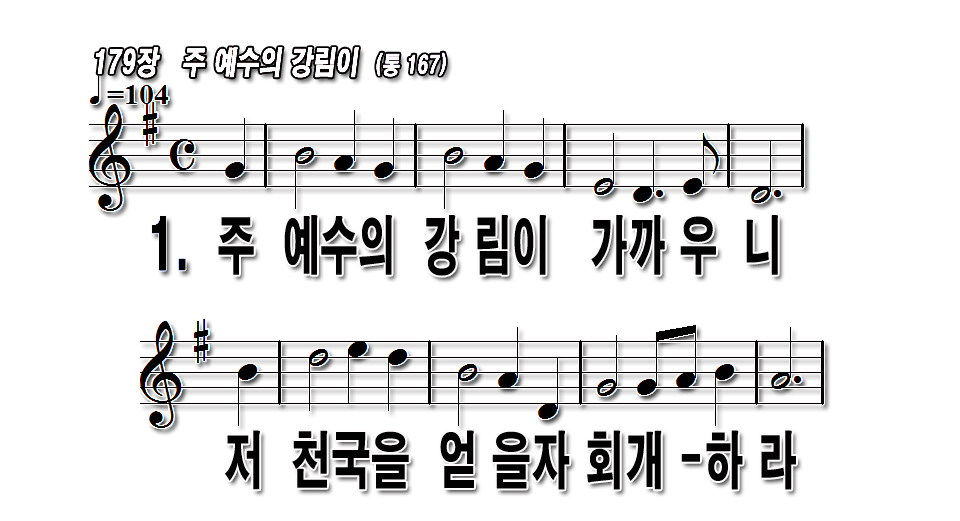 179장 주 예수의 강림이 (통 167)
♩=104
1. 주 예수의 강 림이 가까 우 니
저 천국을 얻 을자 회개 -하 라